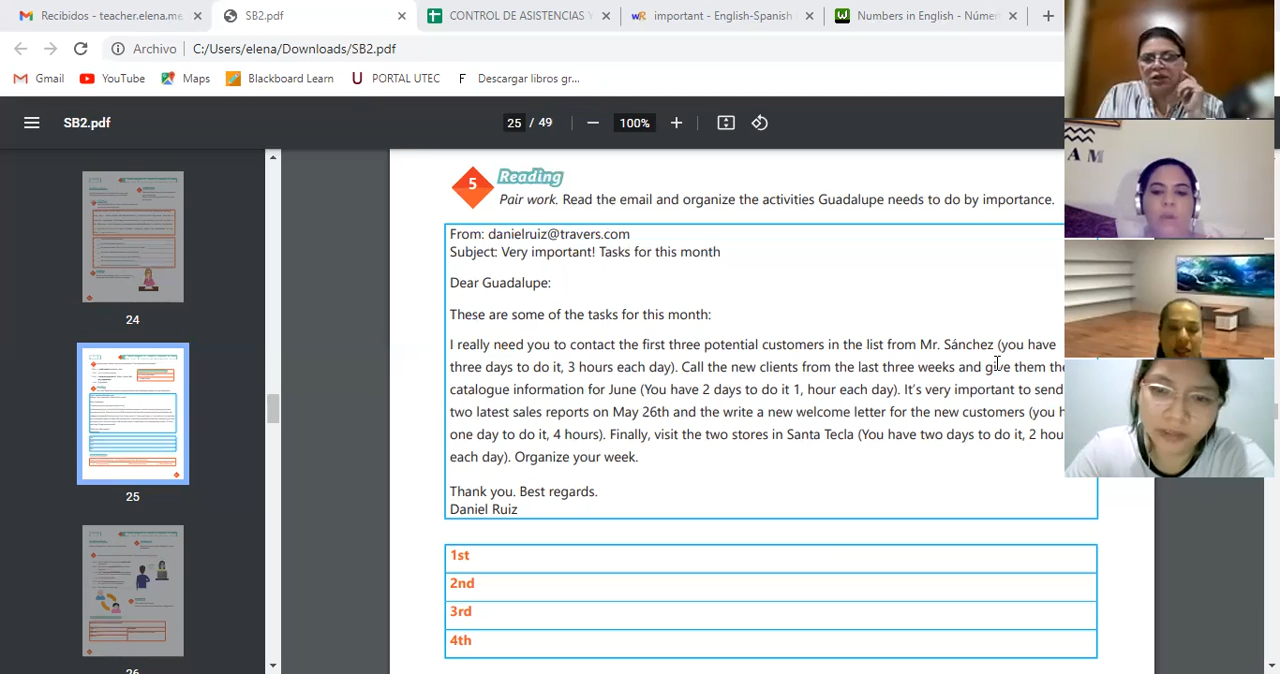 Recibidos - teacher.elena.me
SB2.pdf
CONTROL DE ASISTENCIAS Y
important - English-Spanish
Numbers in English - Númer
Archivo C:/Users/elena/Downloads/SB2.pdf
Gmail YouTube Maps Blackboard Learn PORTAL UTEC Descargar libros gr...
SB2.pdf 25 / 49 100%
24
25
26
5 Reading
Pair work. Read the email and organize the activities Guadalupe needs to do by importance.
From: danielruiz@travers.com
Subject: Very important! Tasks for this month
Dear Guadalupe:
These are some of the tasks for this month:
I really need you to contact the first three potential customers in the list from Mr. Sánchez (you have
three days to do it, 3 hours each day). Call the new clients from the last three weeks and give them the
catalogue information for June (You have 2 days to do it 1 hour each day). It's very important to send
two latest sales reports on May 26th and the write a new welcome letter for the new customers (you h
one day to do it, 4 hours). Finally, visit the two stores in Santa Tecla (You have two days to do it, 2 hou
each day). Organize your week.
Thank you. Best regards.
Daniel Ruiz
1st
2nd
3rd
4th
A M